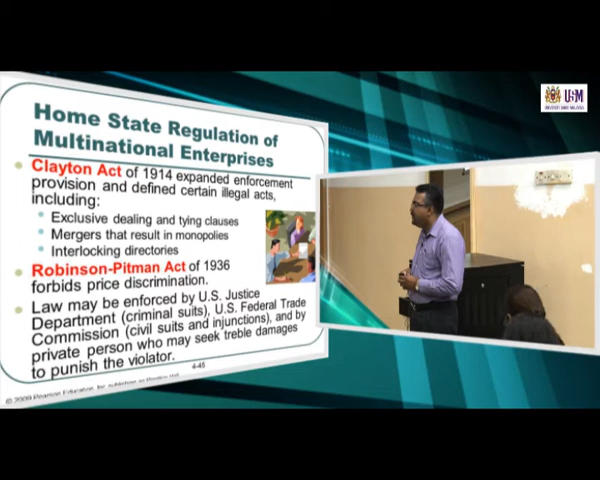 Home State Regulation of
Multinational Enterprises
Clayton Act of 1914 expanded enforcement
provision and defined certain illegal acts,
including:
Exclusive dealing and tying clauses
Mergers that result in monopolies
Interlocking directories
Robinson-Pitman Act of 1936
forbids price discrimination.
Law may be enforced by U.S. Justice
Department (criminal suits), U.S. Federal Trade
Commission (civil suits and injunctions), and by
private person who may seek treble damages
to punish the violator.
4-45
© 2009 Pearson Education, Inc. publishing as Prentice Hall
USM
UNIVERSITI SAINS MALAYSIA